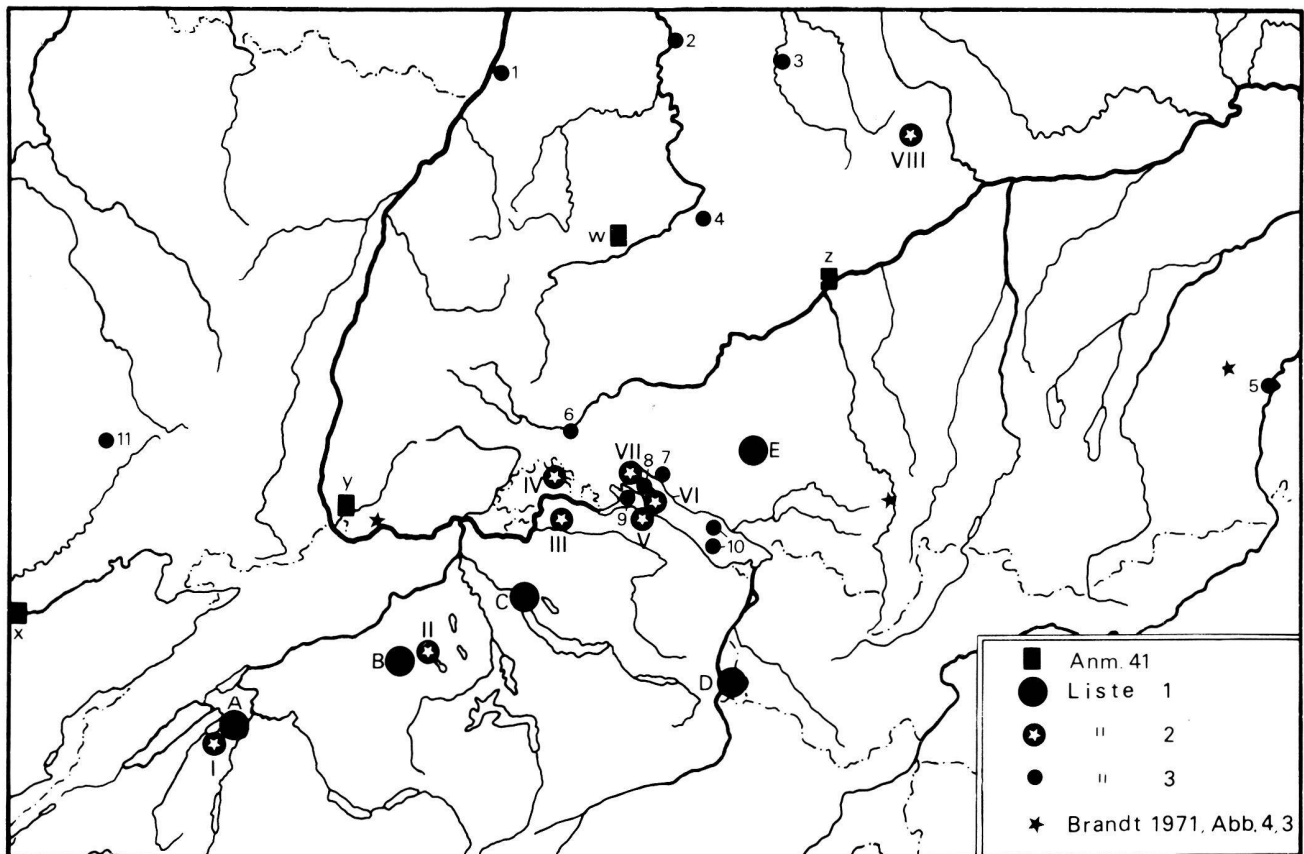 1
2
3
VIII
4
w
z
5
6
11
VII
8
7
E
IV
VI
y
9
V
III
10
x
C
II
B
D
A
I
Anm. 41
Liste 1
" 2
" 3
Brandt 1971, Abb. 4, 3